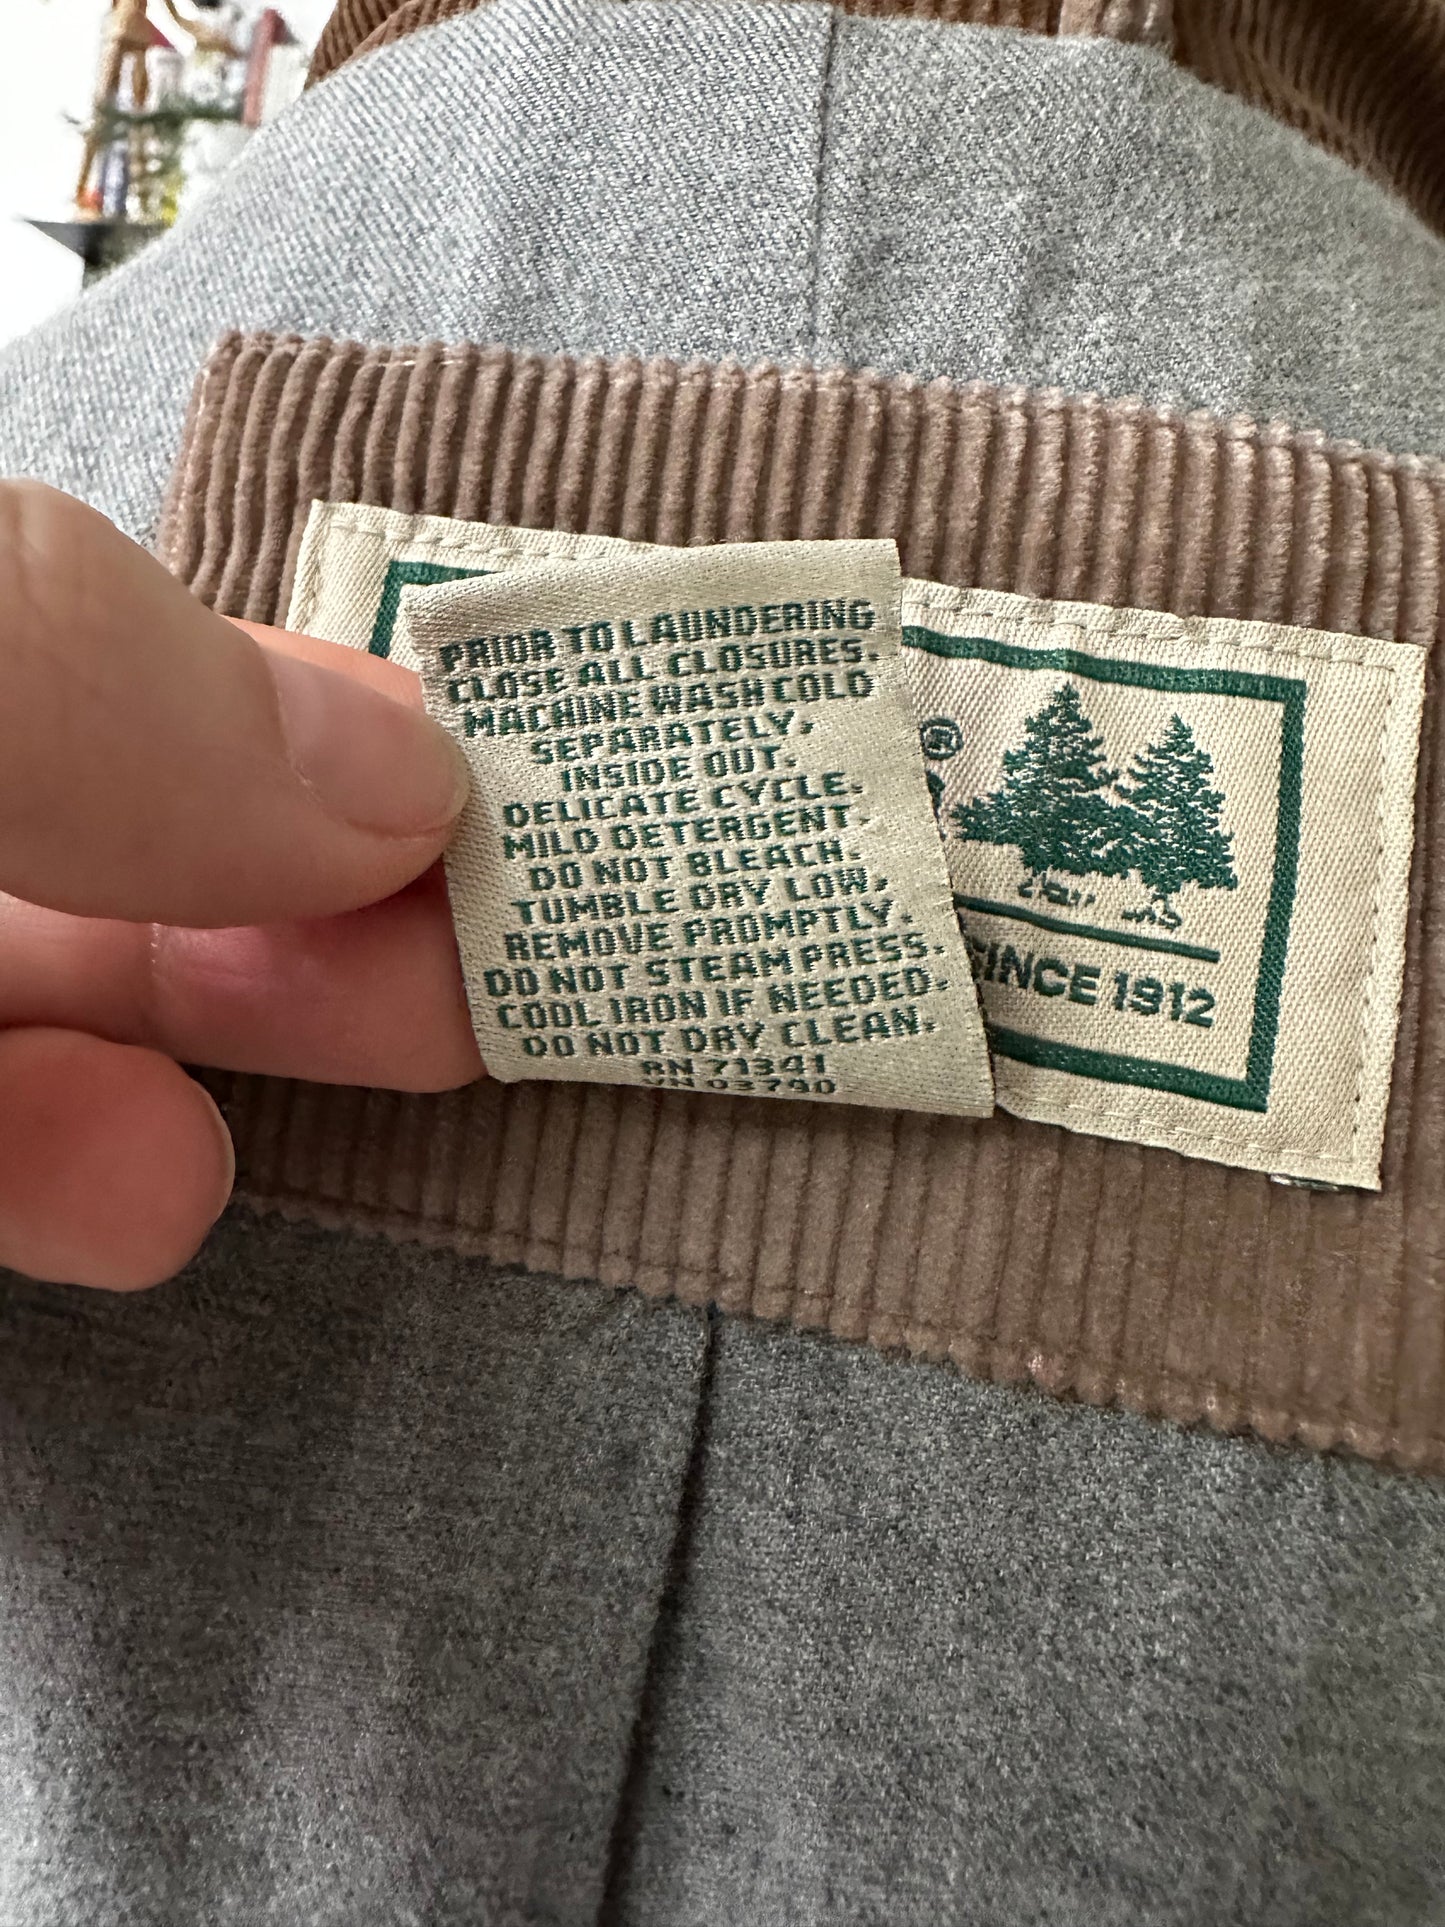 PRIOR TO LAUNDERING
CLOSE ALL CLOSURES.
MACHINE WASH COLD
SEPARATELY,
INSIDE OUT.
DELICATE CYCLE.
MILD DETERGENT.
DO NOT BLEACH.
TUMBLE DRY LOW,
REMOVE PROMPTLY.
DO NOT STEAM PRESS.
COOL IRON IF NEEDED.
DO NOT DRY CLEAN.
RN 71341
VN 03790
®
SINCE 1912